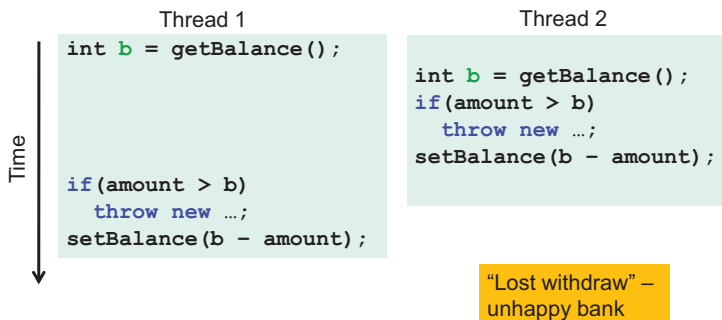 Thread 1
Thread 2
Time
int b = getBalance();
if(amount > b)
throw new …;
setBalance(b – amount);
int b = getBalance();
if(amount > b)
throw new …;
setBalance(b – amount);
“Lost withdraw” –
unhappy bank